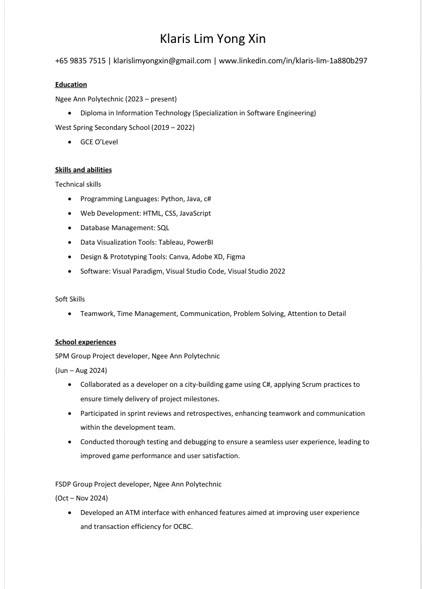 Klaris Lim Yong Xin
+65 9835 7515 | klarislimyongxin@gmail.com | www.linkedin.com/in/klaris-lim-1a880b297
Education
Ngee Ann Polytechnic (2023 – present)
• Diploma in Information Technology (Specialization in Software Engineering)
West Spring Secondary School (2019 – 2022)
• GCE O'Level
Skills and abilities
Technical skills
• Programming Languages: Python, Java, c#
• Web Development: HTML, CSS, JavaScript
• Database Management: SQL
• Data Visualization Tools: Tableau, PowerBI
• Design & Prototyping Tools: Canva, Adobe XD, Figma
• Software: Visual Paradigm, Visual Studio Code, Visual Studio 2022
Soft Skills
• Teamwork, Time Management, Communication, Problem Solving, Attention to Detail
School experiences
SPM Group Project developer, Ngee Ann Polytechnic
(Jun – Aug 2024)
• Collaborated as a developer on a city-building game using C#, applying Scrum practices to
ensure timely delivery of project milestones.
• Participated in sprint reviews and retrospectives, enhancing teamwork and communication
within the development team.
• Conducted thorough testing and debugging to ensure a seamless user experience, leading to
improved game performance and user satisfaction.
FSDP Group Project developer, Ngee Ann Polytechnic
(Oct – Nov 2024)
• Developed an ATM interface with enhanced features aimed at improving user experience
and transaction efficiency for OCBC.